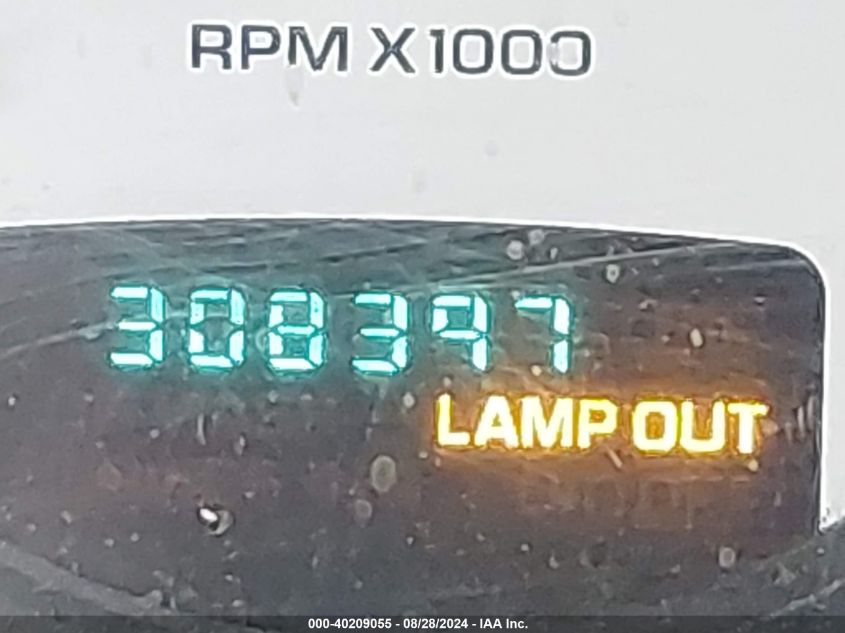 RPM X1000
308397
LAMP OUT
000-40209055 - 08/28/2024 - IAA Inc.